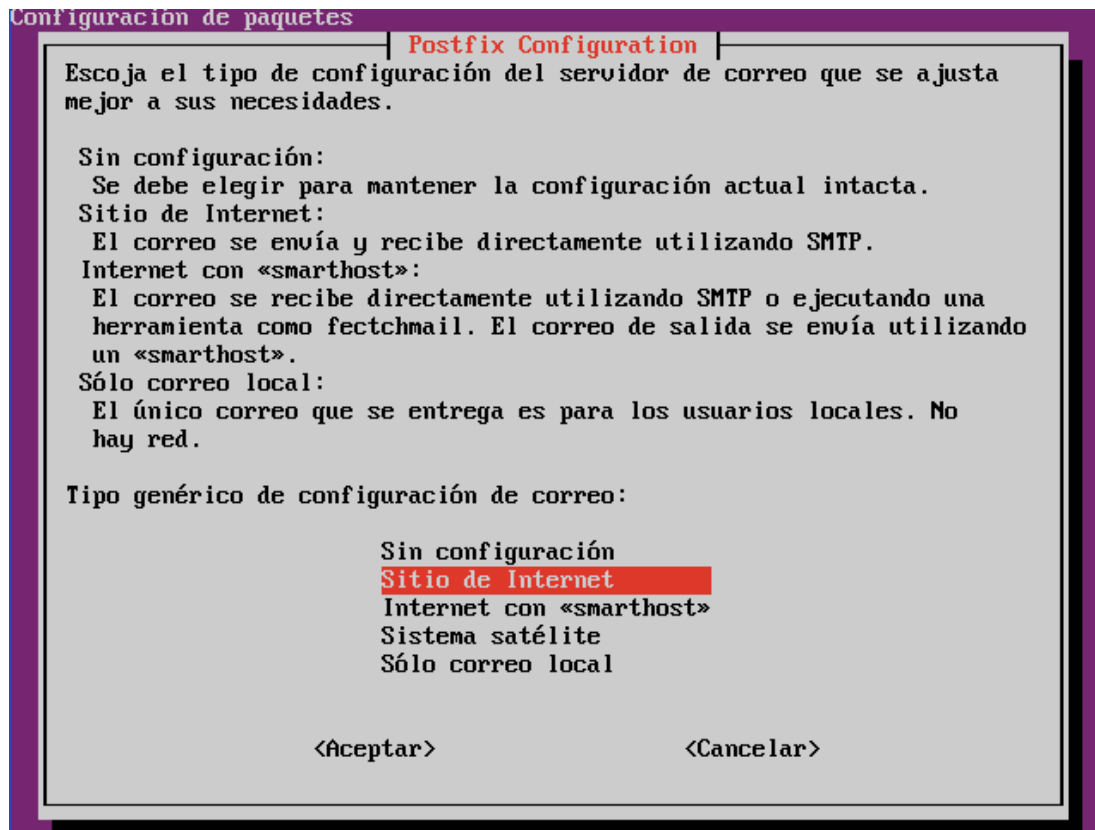 Configuración de paquetes
Postfix Configuration
Escoja el tipo de configuración del servidor de correo que se ajusta
mejor a sus necesidades.
Sin configuración:
Se debe elegir para mantener la configuración actual intacta.
Sitio de Internet:
El correo se envía y recibe directamente utilizando SMTP.
Internet con «smarthost»:
El correo se recibe directamente utilizando SMTP o ejecutando una
herramienta como fectchmail. El correo de salida se envía utilizando
un «smarthost».
Sólo correo local:
El único correo que se entrega es para los usuarios locales. No
hay red.
Tipo genérico de configuración de correo:
Sin configuración
Sitio de Internet
Internet con «smarthost»
Sistema satélite
Sólo correo local
<Aceptar> <Cancelar>